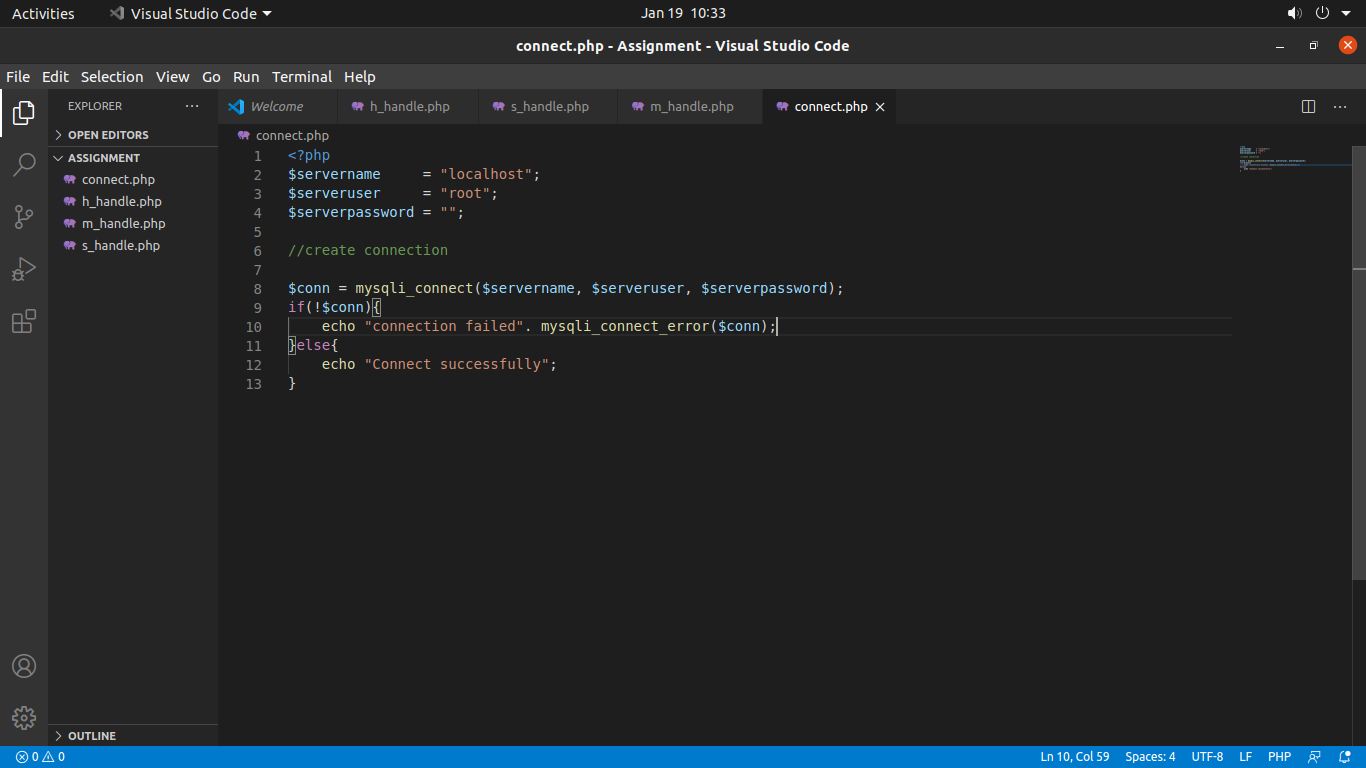 Activities Visual Studio Code Jan 19 10:33
connect.php - Assignment - Visual Studio Code
File Edit Selection View Go Run Terminal Help
EXPLORER
OPEN EDITORS
ASSIGNMENT
connect.php
h_handle.php
m_handle.php
s_handle.php
OUTLINE
Welcome h_handle.php s_handle.php m_handle.php connect.php
connect.php
1 <?php
2 $servername     = "localhost";
3 $serveruser     = "root";
4 $serverpassword = "";
5
6 //create connection
7
8 $conn = mysqli_connect($servername, $serveruser, $serverpassword);
9 if(!$conn){
10     echo "connection failed". mysqli_connect_error($conn);
11 }else{
12     echo "Connect successfully";
13 }
0 0 Ln 10, Col 59 Spaces: 4 UTF-8 LF PHP